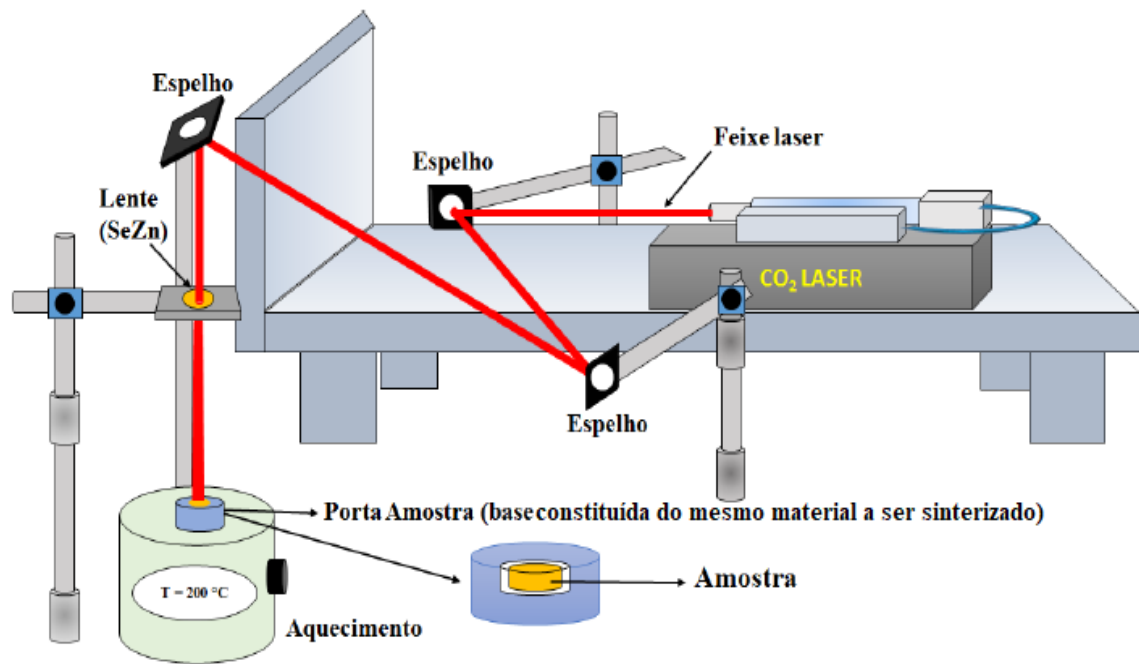 Espelho
Espelho
Feixe laser
Lente
(SeZn)
CO₂ LASER
Espelho
Porta Amostra (base constituída do mesmo material a ser sinterizado)
T = 200 °C
Amostra
Aquecimento